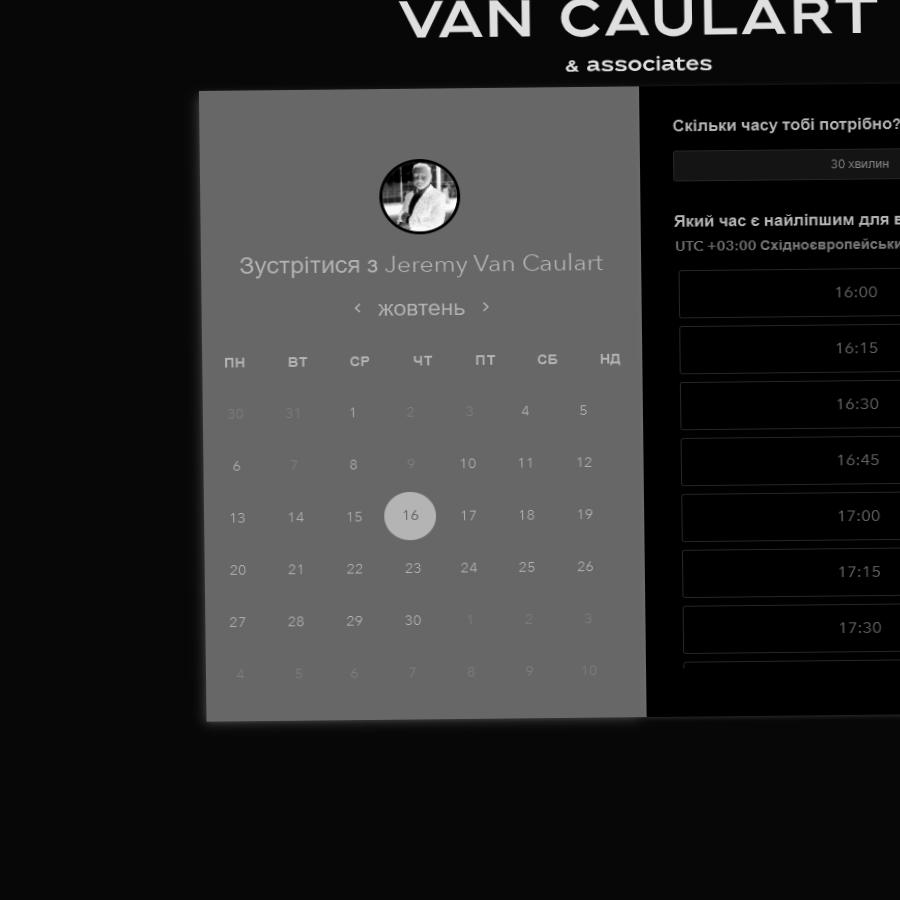 VAN CAULART
& associates
Зустрітися з Jeremy Van Caulart
‹ жовтень ›
ПН ВТ СР ЧТ ПТ СБ НД
30 31 1 2 3 4 5
6 7 8 9 10 11 12
13 14 15 16 17 18 19
20 21 22 23 24 25 26
27 28 29 30 1 2 3
4 5 6 7 8 9 10
Скільки часу тобі потрібно?
30 хвилин
Який час є найліпшим для
UTC +03:00 Східноєвропейськи
16:00
16:15
16:30
16:45
17:00
17:15
17:30